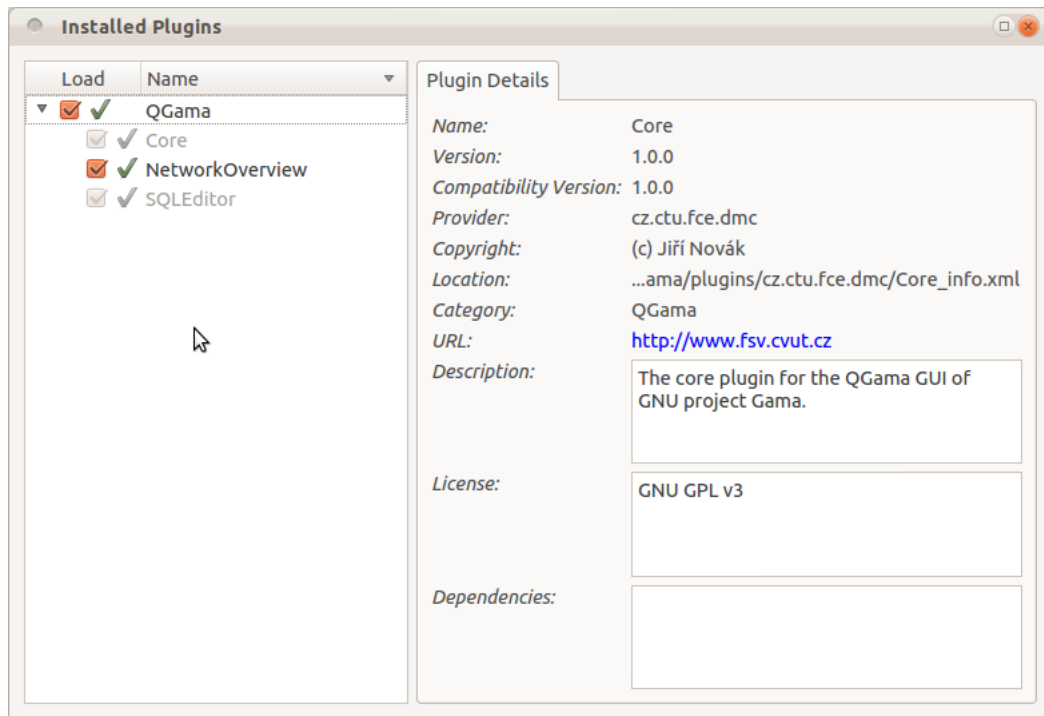 Installed Plugins
Load Name
QGama
Core
NetworkOverview
SQLEditor
Plugin Details
Name: Core
Version: 1.0.0
Compatibility Version: 1.0.0
Provider: cz.ctu.fce.dmc
Copyright: (c) Jiří Novák
Location: ...ama/plugins/cz.ctu.fce.dmc/Core_info.xml
Category: QGama
URL: http://www.fsv.cvut.cz
Description: The core plugin for the QGama GUI of
GNU project Gama.
License: GNU GPL v3
Dependencies: